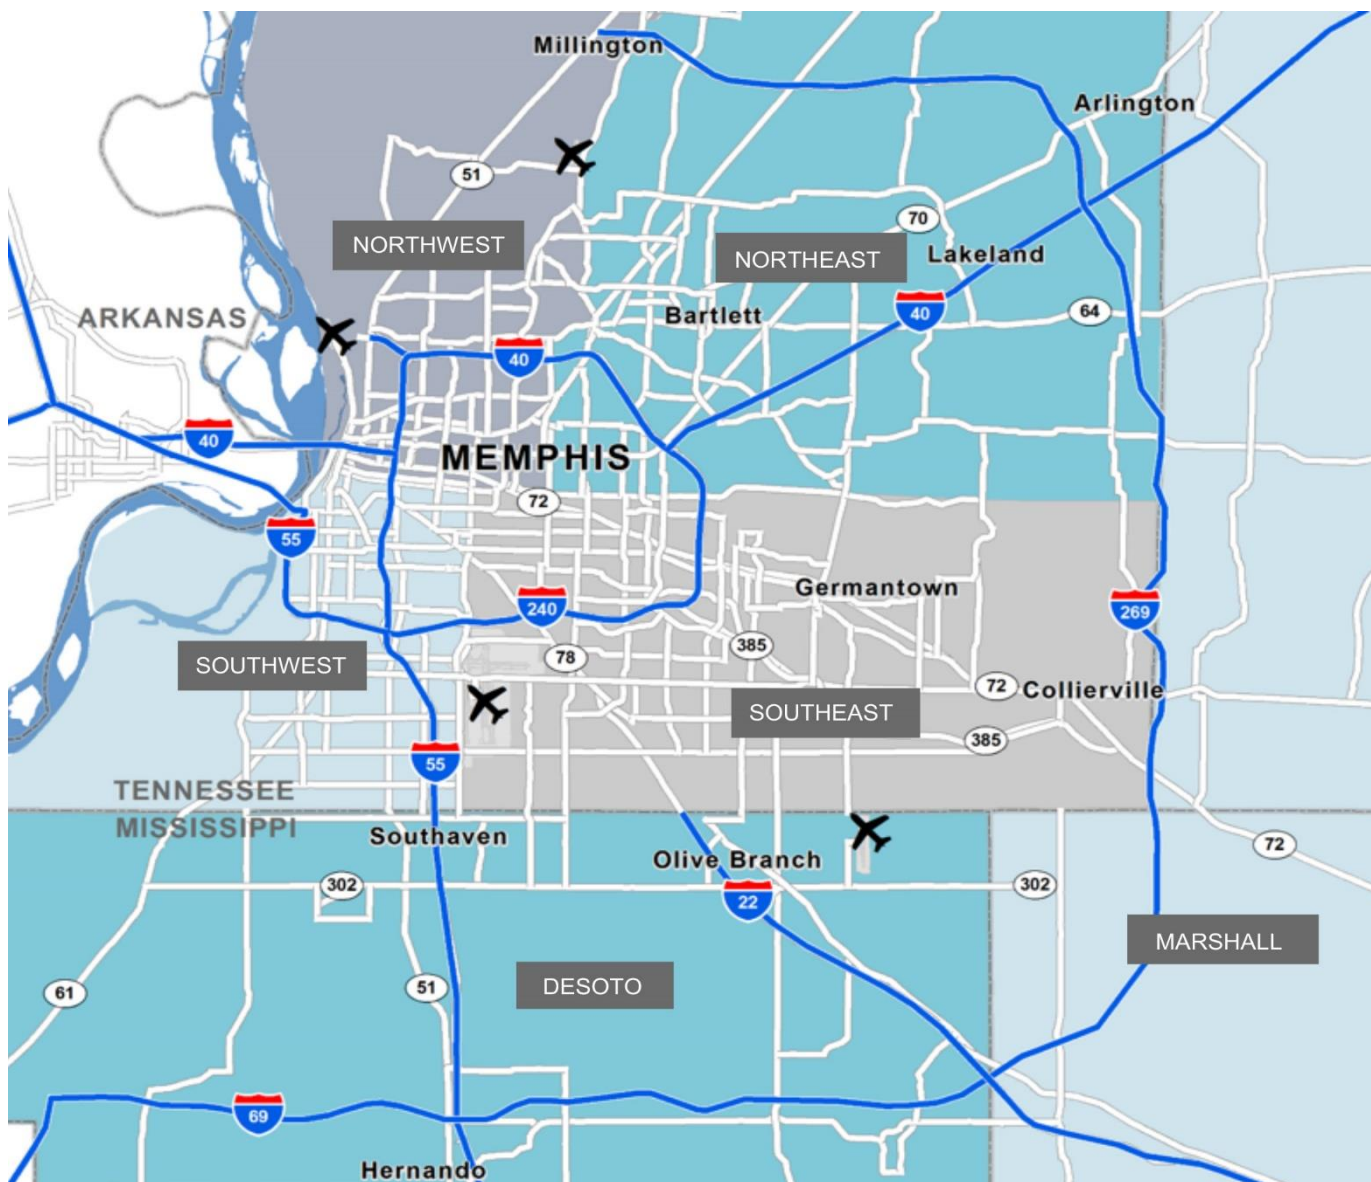 Millington
Arlington
51
70
NORTHWEST
NORTHEAST
Lakeland
ARKANSAS
Bartlett
40
64
40
40
MEMPHIS
72
55
Germantown
240
269
385
78
SOUTHWEST
72
Collierville
SOUTHEAST
385
55
TENNESSEE
MISSISSIPPI
Southaven
72
Olive Branch
302
302
22
MARSHALL
61
51
DESOTO
69
Hernando